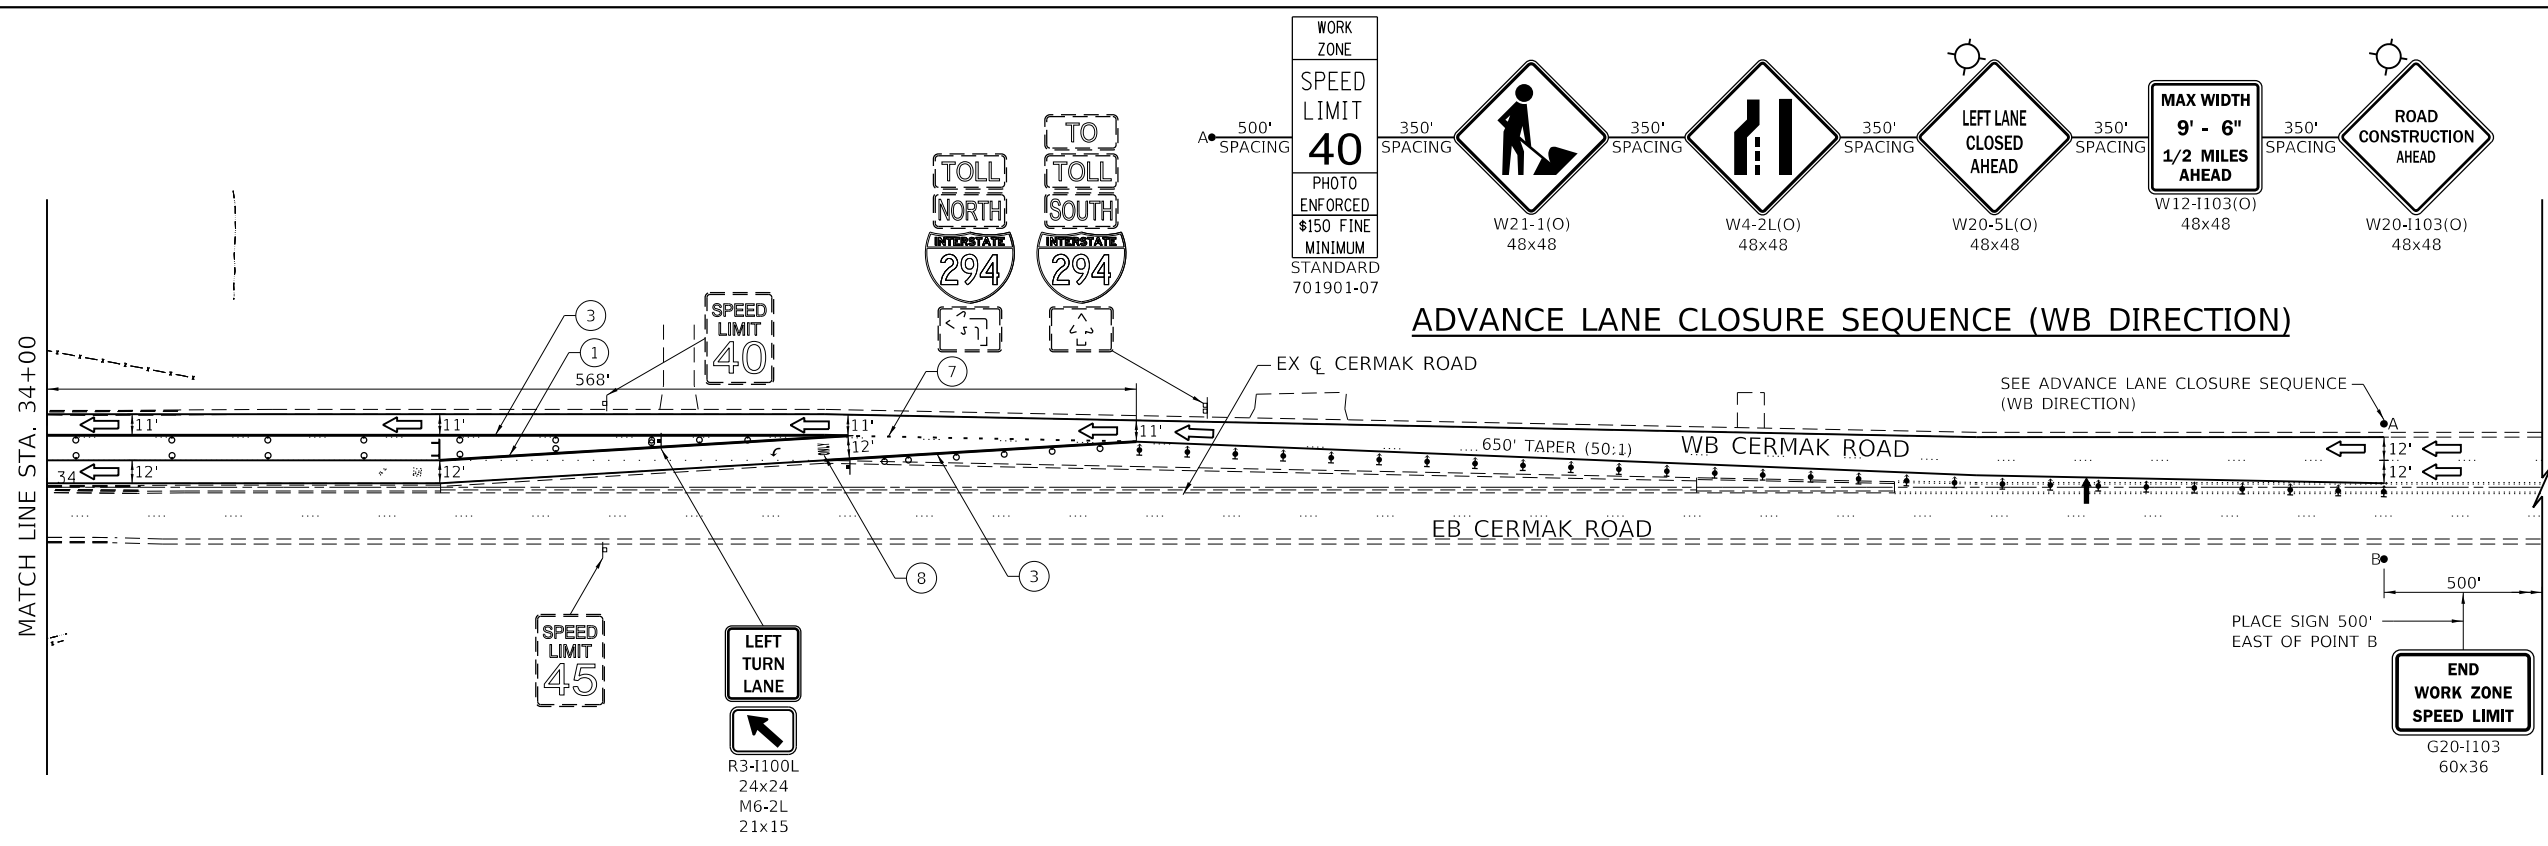 WORK
ZONE
SPEED
LIMIT
40
PHOTO
ENFORCED
$150 FINE
MINIMUM
STANDARD
701901-07
A
500'
SPACING
350'
SPACING
W21-1(O)
48x48
350'
SPACING
W4-2L(O)
48x48
350'
SPACING
LEFT LANE
CLOSED
AHEAD
W20-5L(O)
48x48
350'
SPACING
MAX WIDTH
9' - 6"
1/2 MILES
AHEAD
W12-I103(O)
48x48
350'
SPACING
ROAD
CONSTRUCTION
AHEAD
W20-I103(O)
48x48
ADVANCE LANE CLOSURE SEQUENCE (WB DIRECTION)
TOLL
NORTH
INTERSTATE
294
TO
TOLL
SOUTH
INTERSTATE
294
SPEED
LIMIT
40
3
1
568'
7
EX CL CERMAK ROAD
SEE ADVANCE LANE CLOSURE SEQUENCE
(WB DIRECTION)
A
MATCH LINE STA. 34+00
11'
11'
11'
11'
12'
650' TAPER (50:1)
WB CERMAK ROAD
12'
12'
34
12'
12'
EB CERMAK ROAD
B
500'
8
3
PLACE SIGN 500'
EAST OF POINT B
SPEED
LIMIT
45
LEFT
TURN
LANE
R3-I100L
24x24
M6-2L
21x15
END
WORK ZONE
SPEED LIMIT
G20-I103
60x36